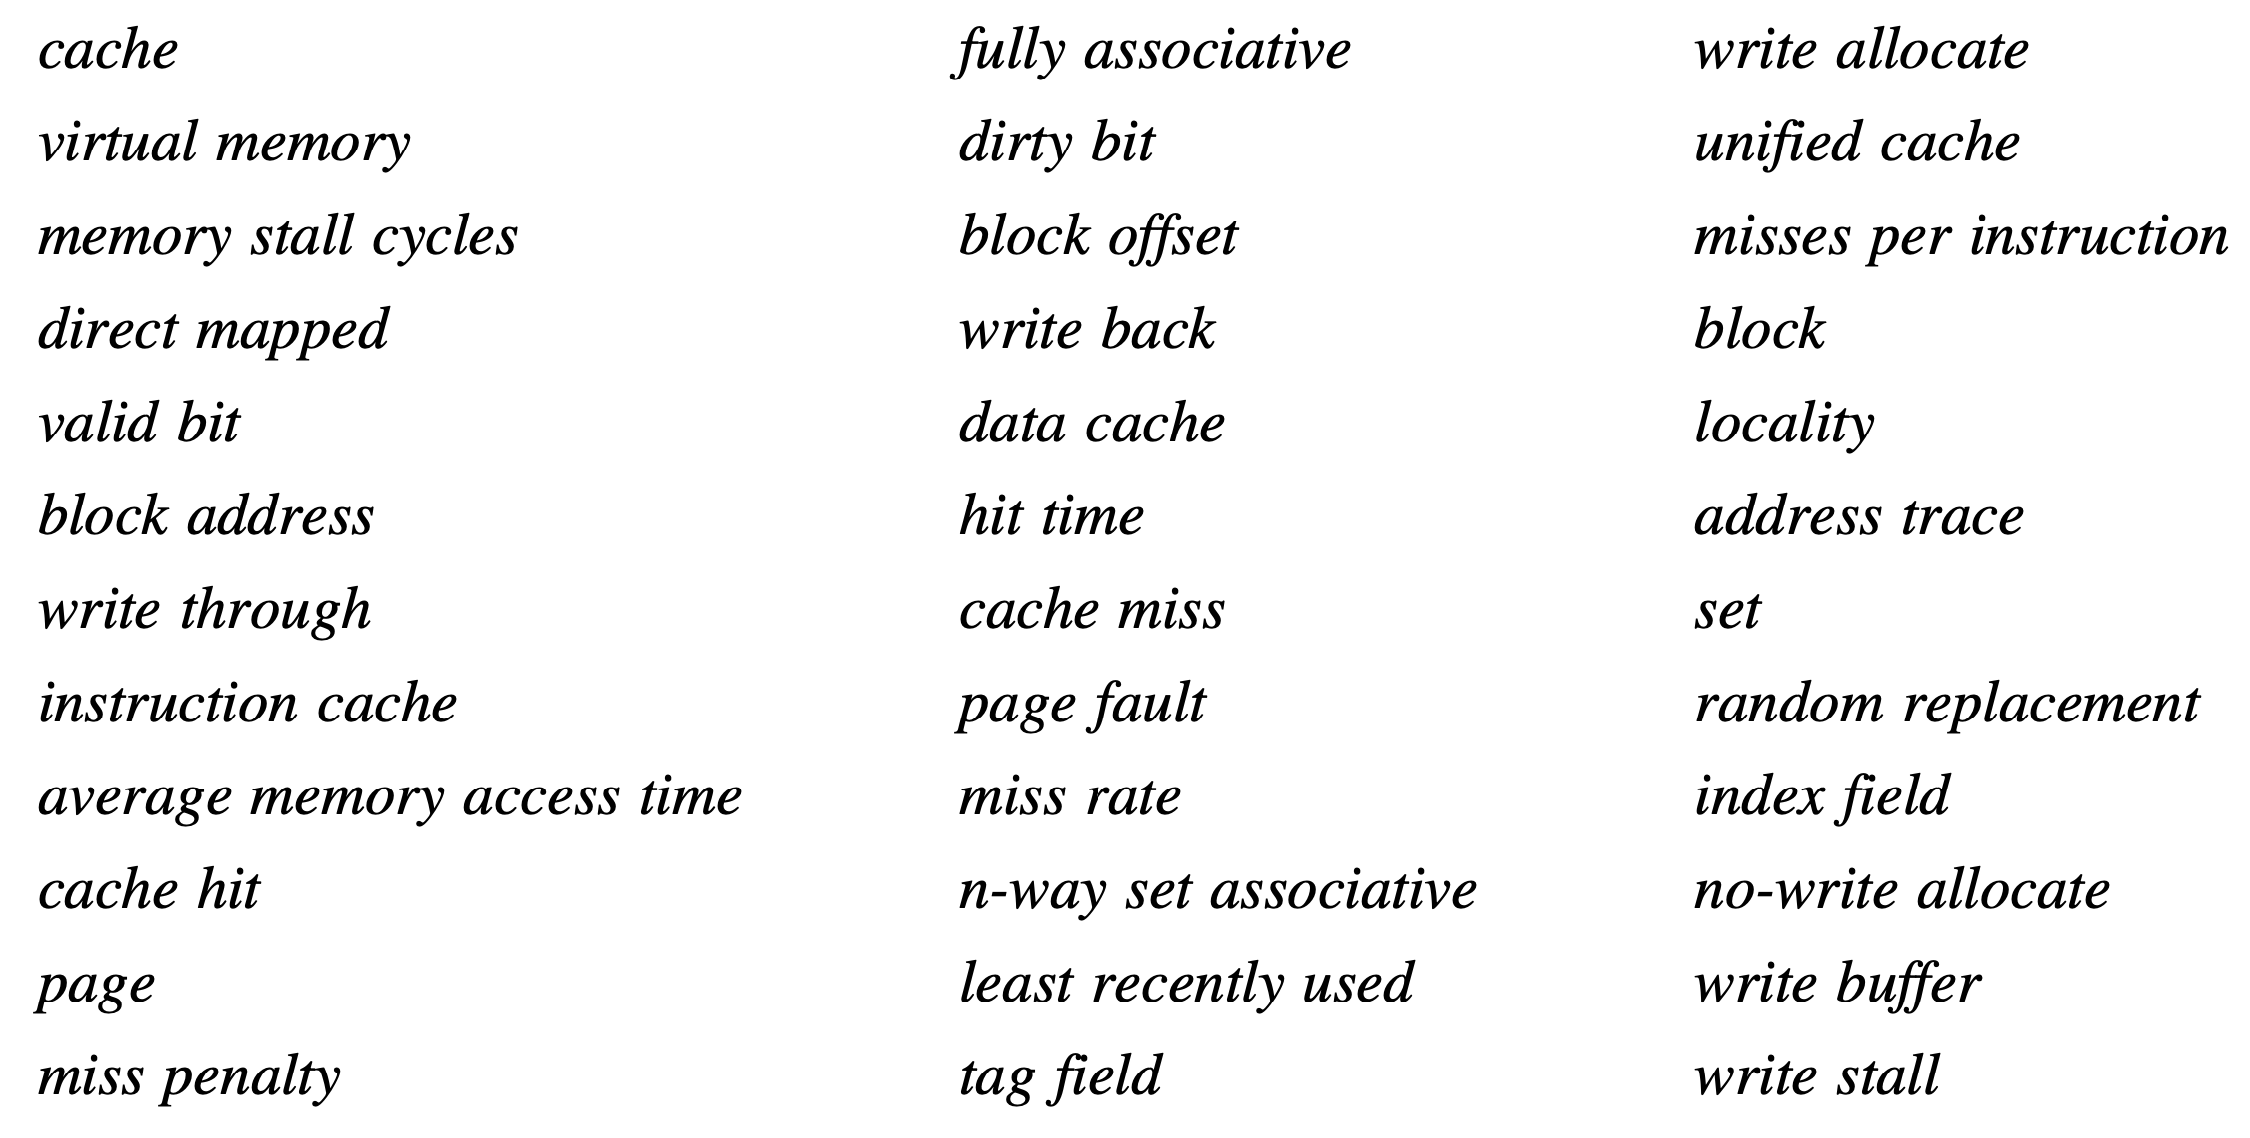 cache fully associative write allocate
virtual memory dirty bit unified cache
memory stall cycles block offset misses per instruction
direct mapped write back block
valid bit data cache locality
block address hit time address trace
write through cache miss set
instruction cache page fault random replacement
average memory access time miss rate index field
cache hit n-way set associative no-write allocate
page least recently used write buffer
miss penalty tag field write stall